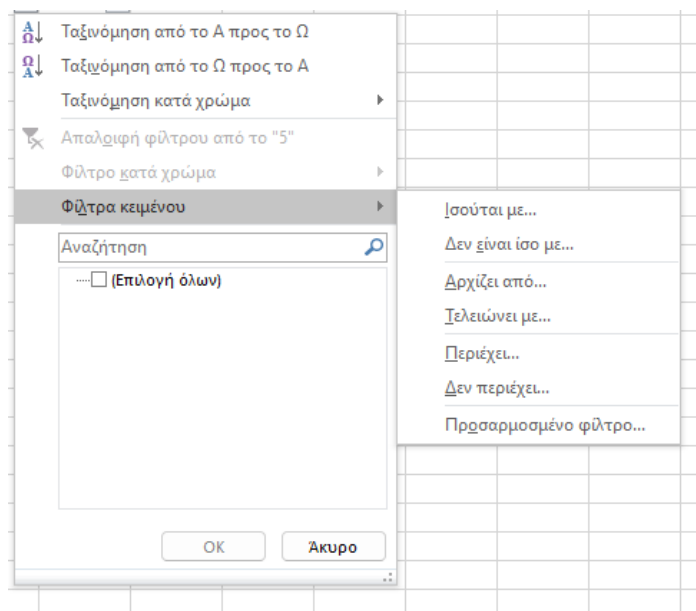 Ταξινόμηση από το Α προς το Ω
Ταξινόμηση από το Ω προς το Α
Ταξινόμηση κατά χρώμα
Απαλοιφή φίλτρου από το "5"
Φίλτρο κατά χρώμα
Φίλτρα κειμένου
Αναζήτηση
(Επιλογή όλων)
OK
Άκυρο
Ισούται με...
Δεν είναι ίσο με...
Αρχίζει από...
Τελειώνει με...
Περιέχει...
Δεν περιέχει...
Προσαρμοσμένο φίλτρο...